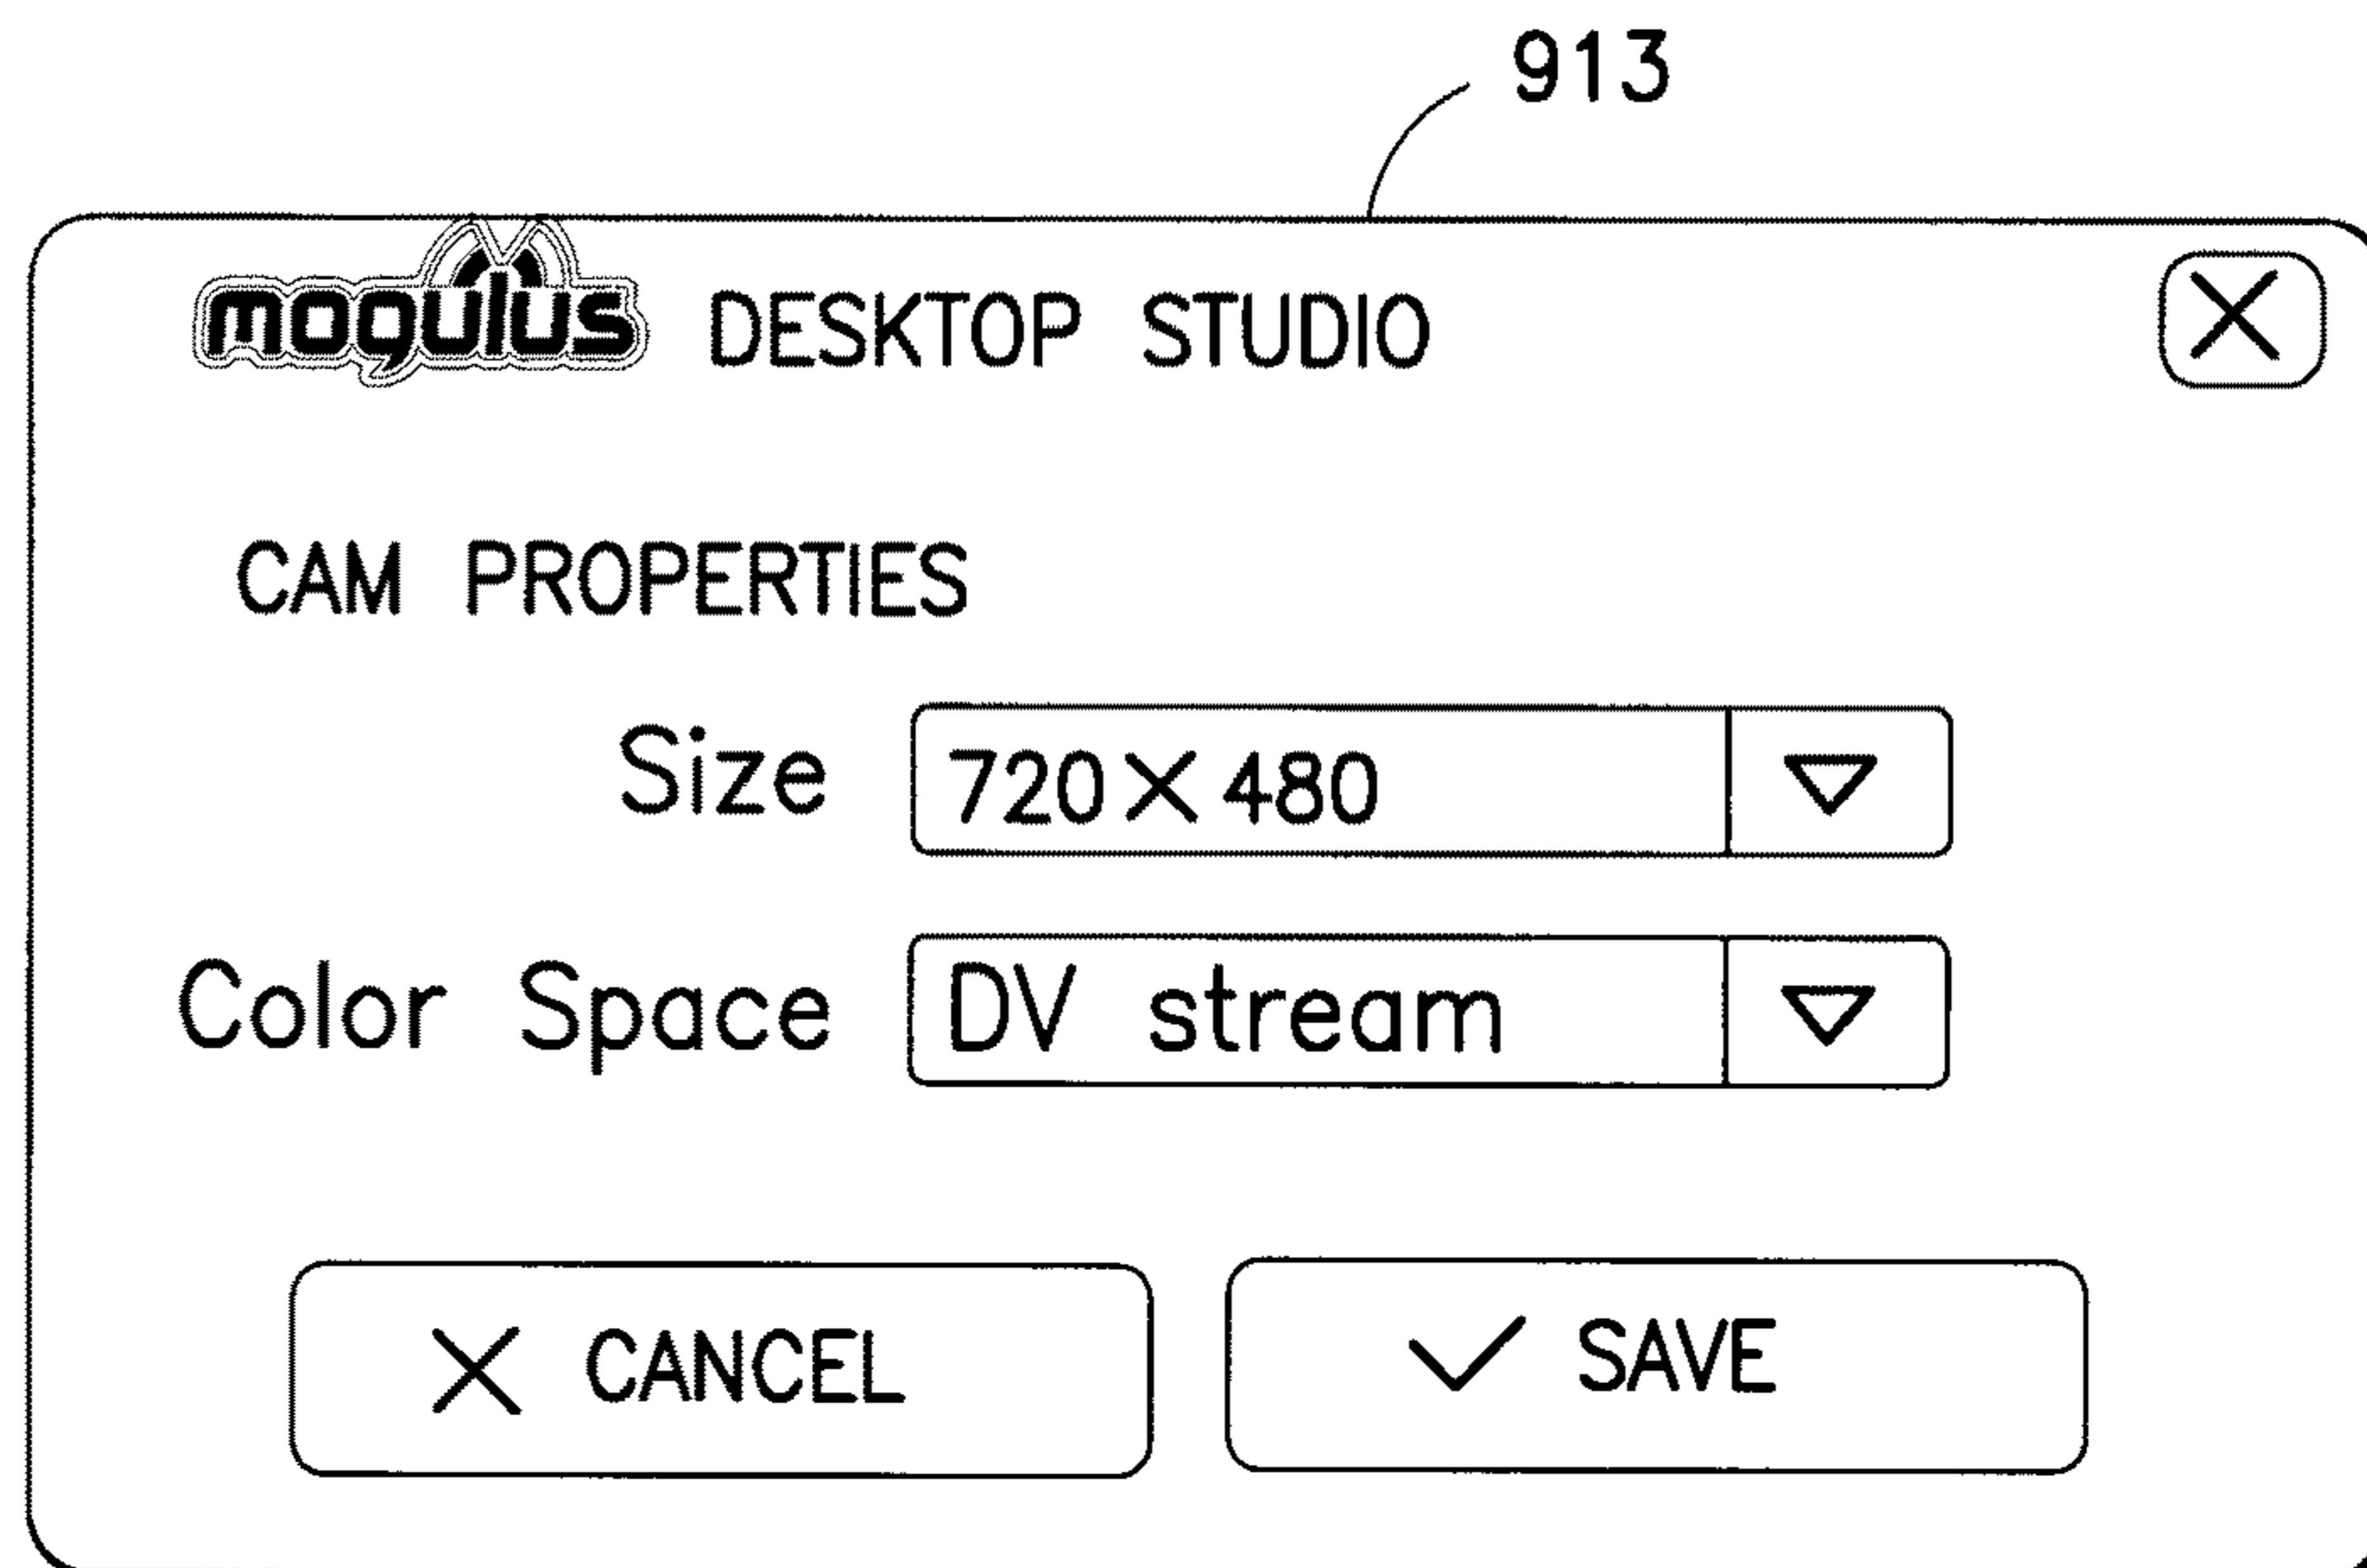 913
mogulus DESKTOP STUDIO
CAM PROPERTIES
Size 720×480
Color Space DV stream
CANCEL SAVE